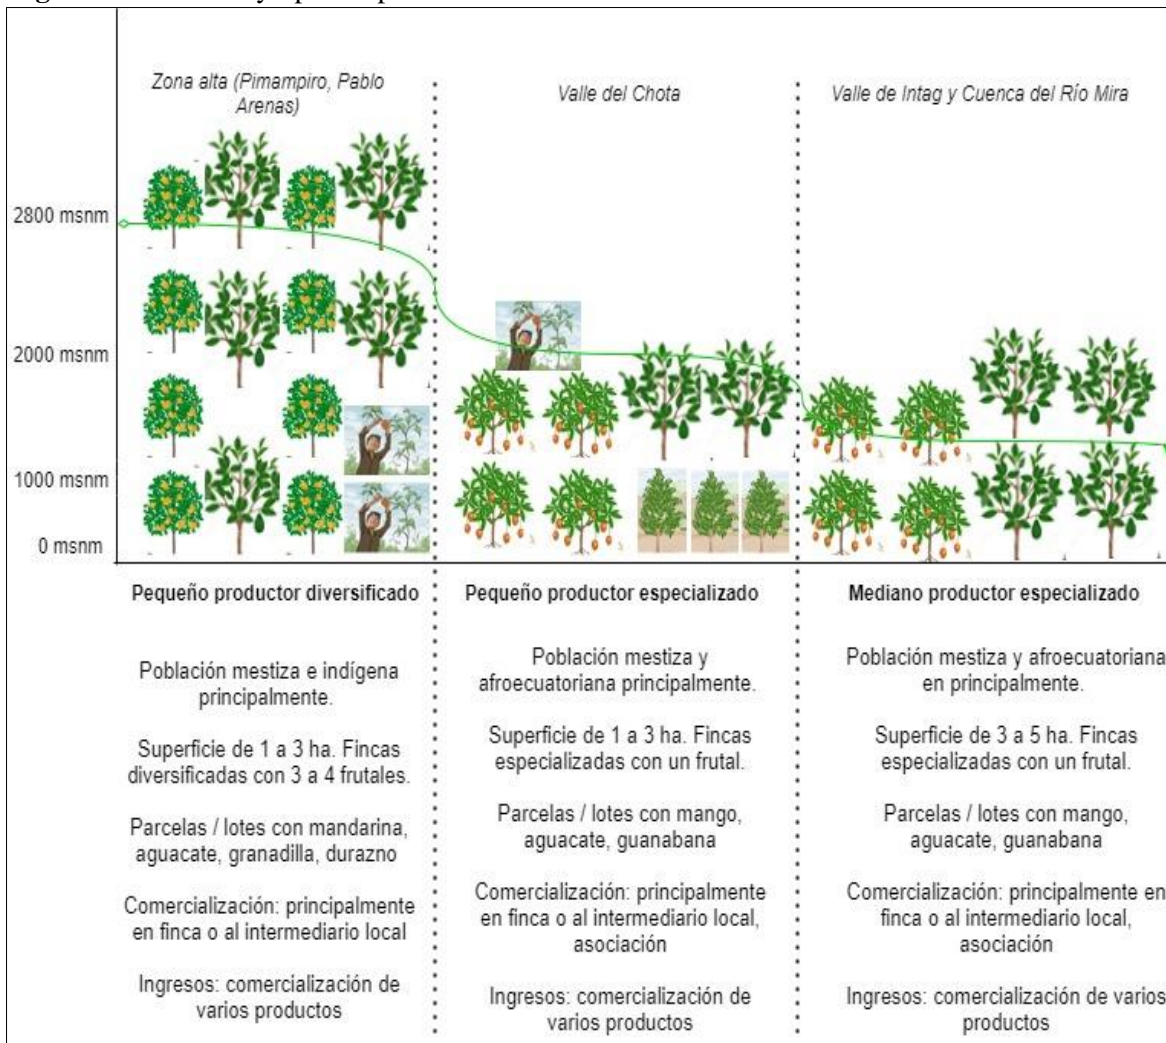 Zona alta (Pimampiro, Pablo
Arenas)
Valle del Chota
Valle de Intag y Cuenca del Río Mira
2800 msnm
2000 msnm
1000 msnm
0 msnm
Pequeño productor diversificado
Población mestiza e indígena
principalmente.
Superficie de 1 a 3 ha. Fincas
diversificadas con 3 a 4 frutales.
Parcelas / lotes con mandarina,
aguacate, granadilla, durazno
Comercialización: principalmente
en finca o al intermediario local
Ingresos: comercialización de
varios productos
Pequeño productor especializado
Población mestiza y
afroecuatoriana principalmente.
Superficie de 1 a 3 ha. Fincas
especializadas con un frutal.
Parcelas / lotes con mango,
aguacate, guanabana
Comercialización: principalmente
en finca o al intermediario local,
asociación
Ingresos: comercialización de
varios productos
Mediano productor especializado
Población mestiza y afroecuatoriana
en principalmente.
Superficie de 3 a 5 ha. Fincas
especializadas con un frutal.
Parcelas / lotes con mango,
aguacate, guanabana
Comercialización: principalmente en
finca o al intermediario local,
asociación
Ingresos: comercialización de varios
productos